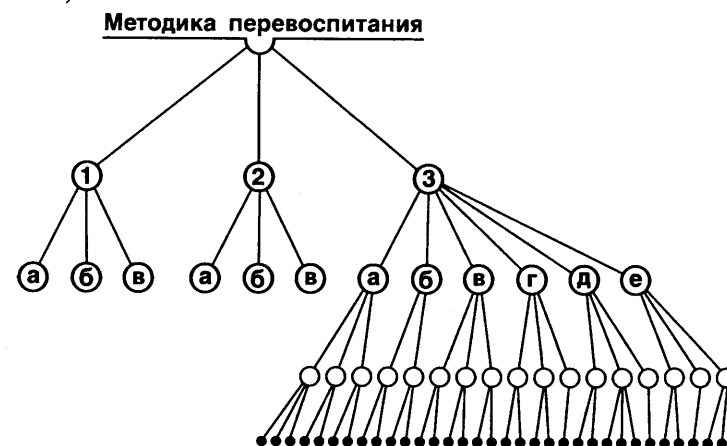 Методика перевоспитания
1 2 3
а б в а б в а б в г д е